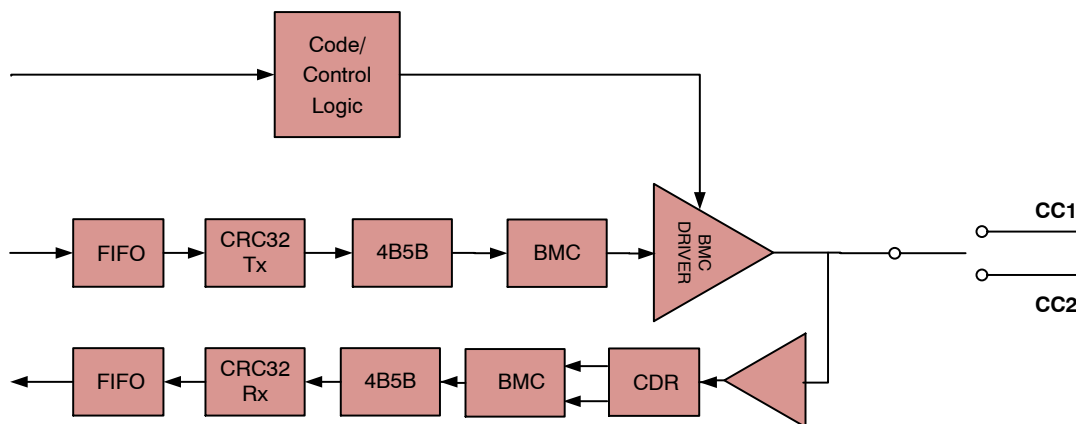 Code/
Control
Logic
CC1
FIFO
CRC32
Tx
4B5B
BMC
BMC
DRIVER
CC2
FIFO
CRC32
Rx
4B5B
BMC
CDR